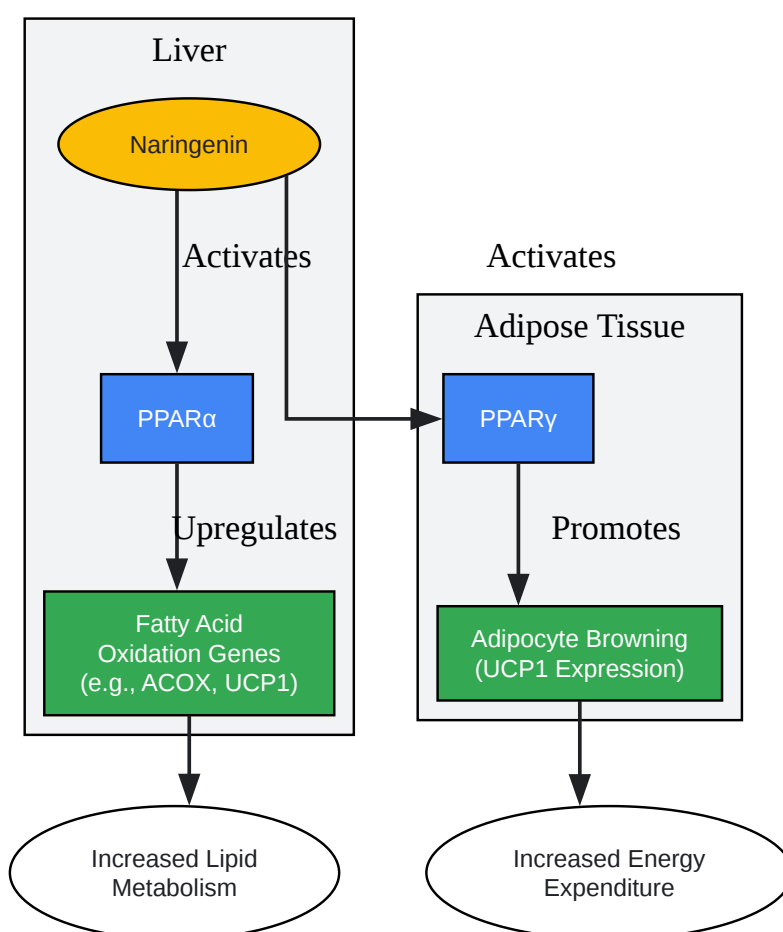 Liver
Naringenin
Activates
Activates
Adipose Tissue
PPARα
PPARγ
Upregulates
Promotes
Fatty Acid
Oxidation Genes
(e.g., ACOX, UCP1)
Adipocyte Browning
(UCP1 Expression)
Increased Lipid
Metabolism
Increased Energy
Expenditure